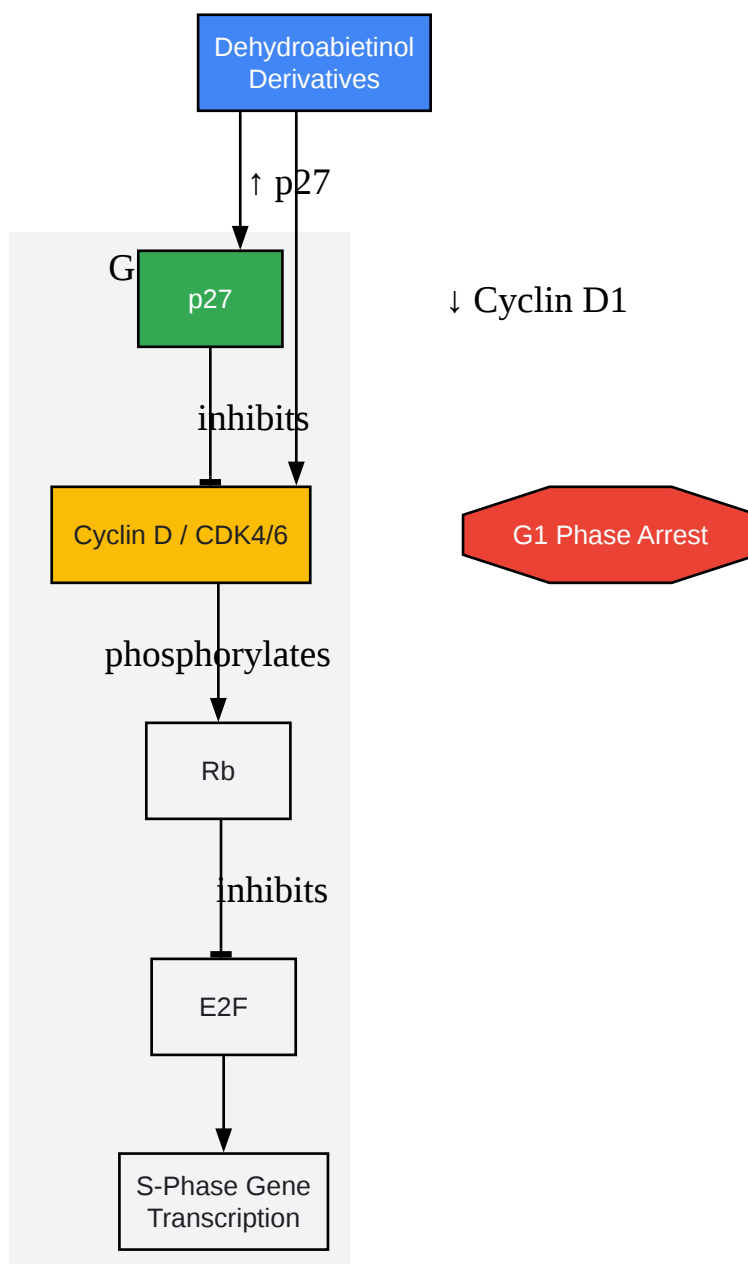 Dehydroabietinol
Derivatives
↑ p27
G
p27
↓ Cyclin D1
inhibits
Cyclin D / CDK4/6
G1 Phase Arrest
phosphorylates
Rb
inhibits
E2F
S-Phase Gene
Transcription